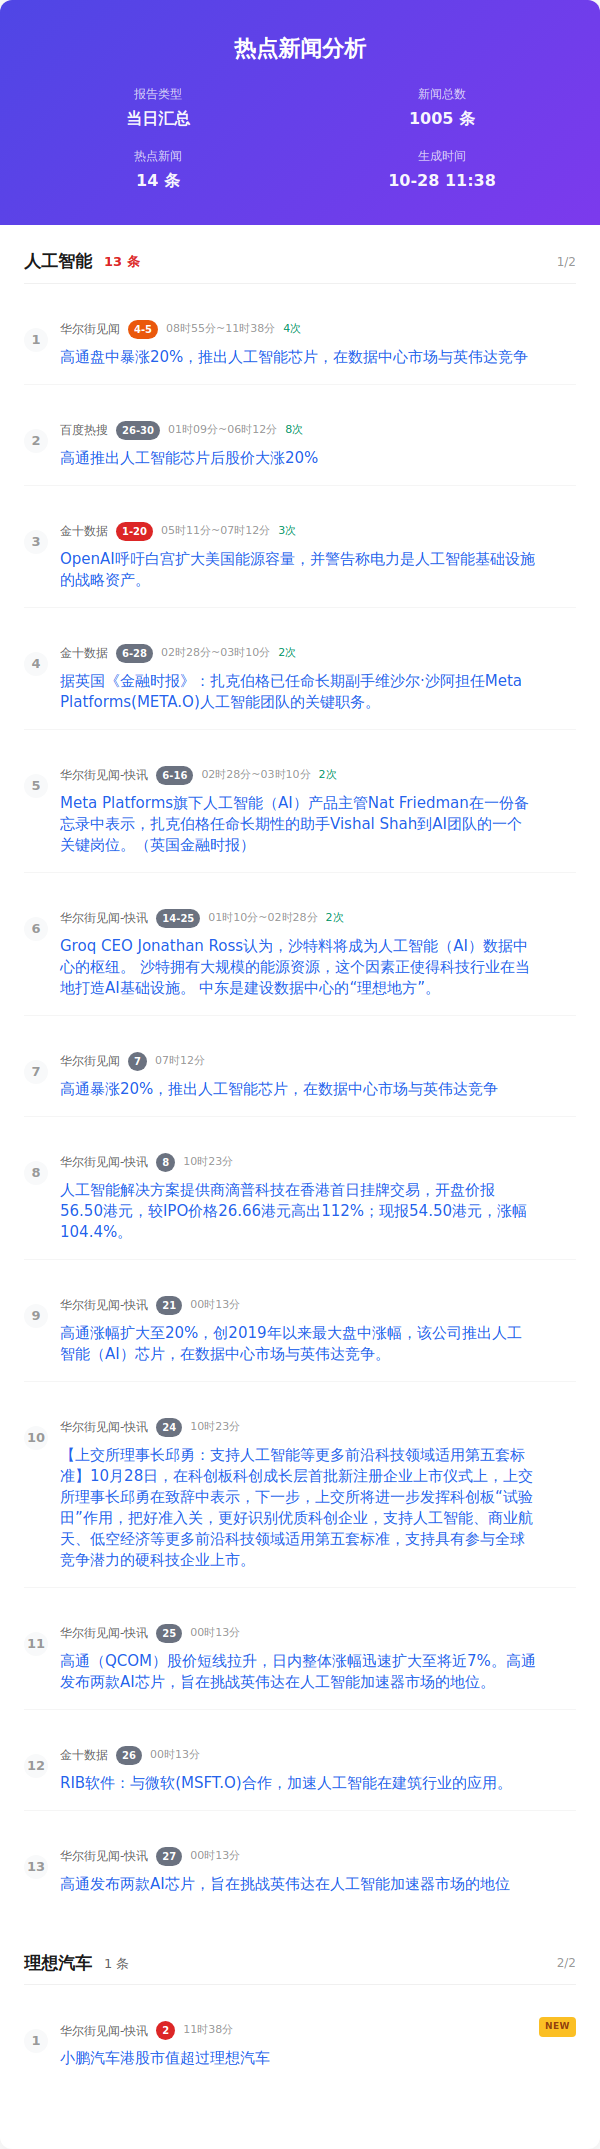 热点新闻分析
报告类型
新闻总数
当日汇总
1005 条
热点新闻
生成时间
14 条
10-28 11:38
人工智能 13 条 1/2
1 华尔街见闻 4-5 08时55分~11时38分 4次
高通盘中暴涨20%，推出人工智能芯片，在数据中心市场与英伟达竞争
2 百度热搜 26-30 01时09分~06时12分 8次
高通推出人工智能芯片后股价大涨20%
3 金十数据 1-20 05时11分~07时12分 3次
OpenAI呼吁白宫扩大美国能源容量，并警告称电力是人工智能基础设施
的战略资产。
4 金十数据 6-28 02时28分~03时10分 2次
据英国《金融时报》：扎克伯格已任命长期副手维沙尔·沙阿担任Meta
Platforms(META.O)人工智能团队的关键职务。
5 华尔街见闻-快讯 6-16 02时28分~03时10分 2次
Meta Platforms旗下人工智能（AI）产品主管Nat Friedman在一份备
忘录中表示，扎克伯格任命长期性的助手Vishal Shah到AI团队的一个
关键岗位。（英国金融时报）
6 华尔街见闻-快讯 14-25 01时10分~02时28分 2次
Groq CEO Jonathan Ross认为，沙特料将成为人工智能（AI）数据中
心的枢纽。 沙特拥有大规模的能源资源，这个因素正使得科技行业在当
地打造AI基础设施。 中东是建设数据中心的“理想地方”。
7 华尔街见闻 7 07时12分
高通暴涨20%，推出人工智能芯片，在数据中心市场与英伟达竞争
8 华尔街见闻-快讯 8 10时23分
人工智能解决方案提供商滴普科技在香港首日挂牌交易，开盘价报
56.50港元，较IPO价格26.66港元高出112%；现报54.50港元，涨幅
104.4%。
9 华尔街见闻-快讯 21 00时13分
高通涨幅扩大至20%，创2019年以来最大盘中涨幅，该公司推出人工
智能（AI）芯片，在数据中心市场与英伟达竞争。
10 华尔街见闻-快讯 24 10时23分
【上交所理事长邱勇：支持人工智能等更多前沿科技领域适用第五套标
准】10月28日，在科创板科创成长层首批新注册企业上市仪式上，上交
所理事长邱勇在致辞中表示，下一步，上交所将进一步发挥科创板“试验
田”作用，把好准入关，更好识别优质科创企业，支持人工智能、商业航
天、低空经济等更多前沿科技领域适用第五套标准，支持具有参与全球
竞争潜力的硬科技企业上市。
11 华尔街见闻-快讯 25 00时13分
高通（QCOM）股价短线拉升，日内整体涨幅迅速扩大至将近7%。高通
发布两款AI芯片，旨在挑战英伟达在人工智能加速器市场的地位。
12 金十数据 26 00时13分
RIB软件：与微软(MSFT.O)合作，加速人工智能在建筑行业的应用。
13 华尔街见闻-快讯 27 00时13分
高通发布两款AI芯片，旨在挑战英伟达在人工智能加速器市场的地位
理想汽车 1 条 2/2
1 华尔街见闻-快讯 2 11时38分 NEW
小鹏汽车港股市值超过理想汽车